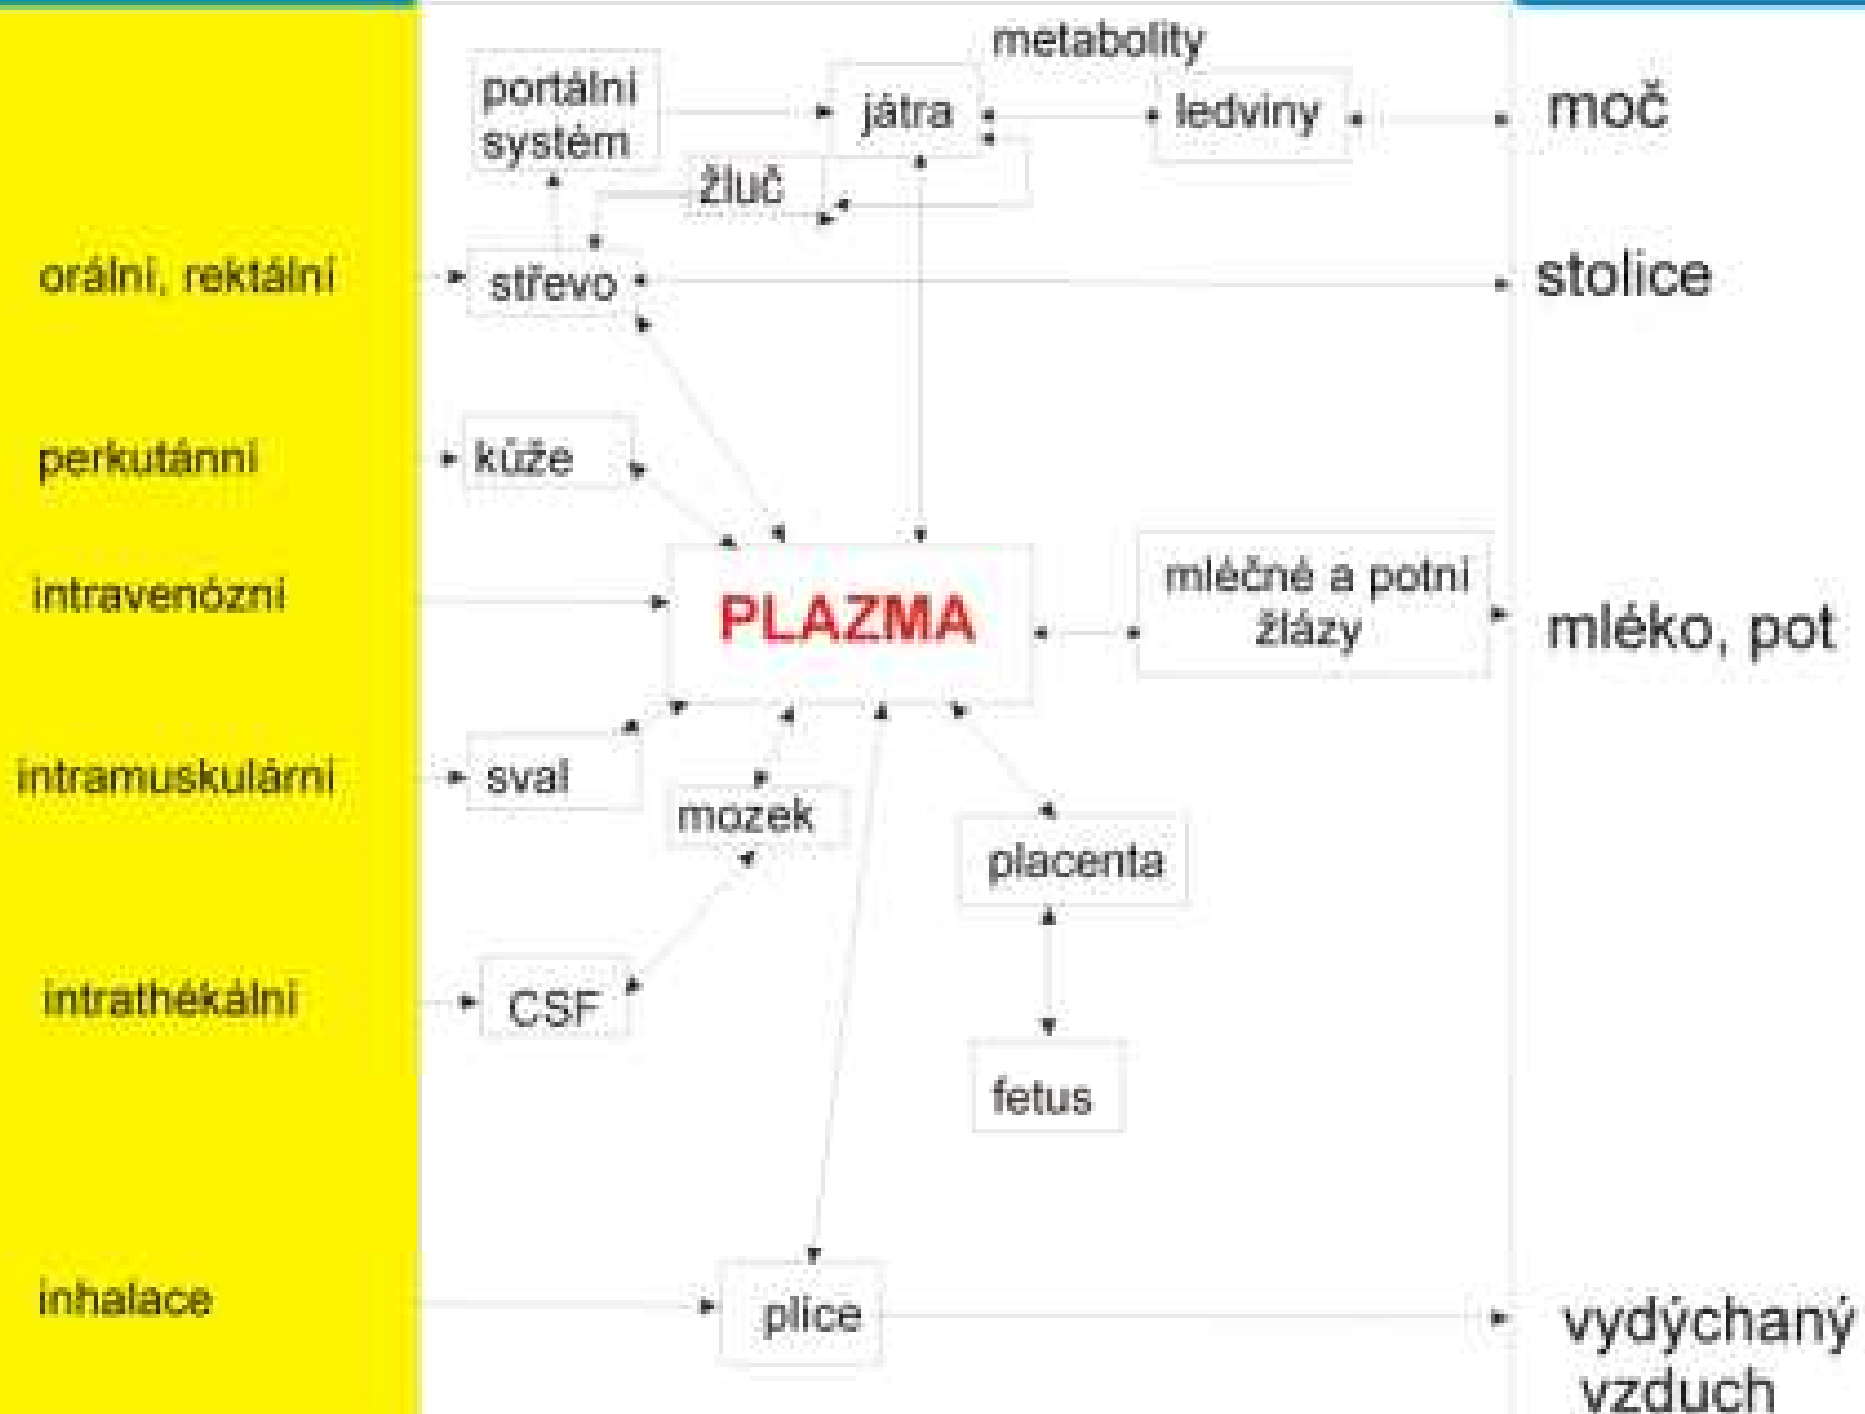 metabolity
portální
systém
játra
ledviny
moč
žluč
orální, rektální
střevo
stolice
perkutánní
kůže
intravenózní
PLAZMA
mléčné a potní
žlázy
mléko, pot
intramuskulární
sval
mozek
placenta
intrathékální
CSF
fetus
inhalace
plíce
vydýchaný
vzduch